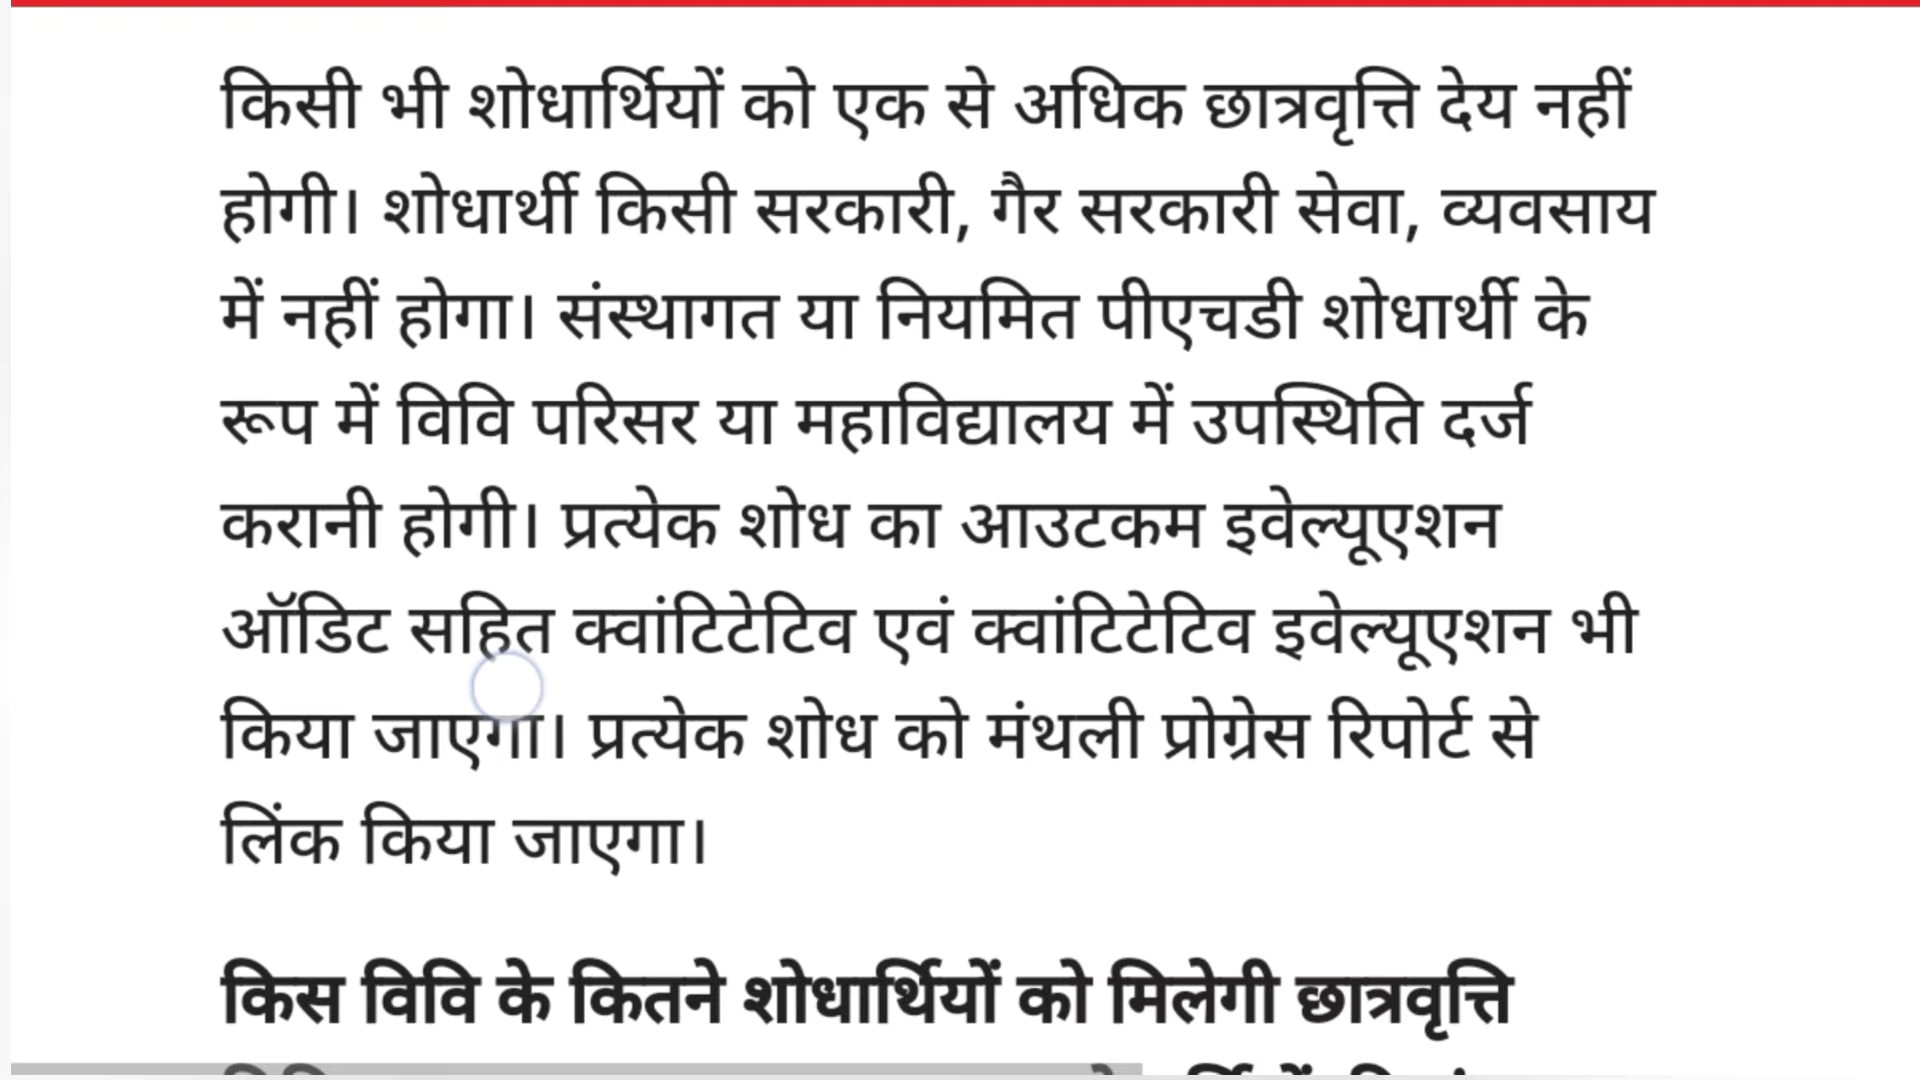 किसी भी शोधार्थियों को एक से अधिक छात्रवृत्ति देय नहीं
होगी। शोधार्थी किसी सरकारी, गैर सरकारी सेवा, व्यवसाय
में नहीं होगा। संस्थागत या नियमित पीएचडी शोधार्थी के
रूप में विवि परिसर या महाविद्यालय में उपस्थिति दर्ज
करानी होगी। प्रत्येक शोध का आउटकम इवेल्यूएशन
ऑडिट सहित क्वांटिटेटिव एवं क्वांटिटेटिव इवेल्यूएशन भी
किया जाएगा। प्रत्येक शोध को मंथली प्रोग्रेस रिपोर्ट से
लिंक किया जाएगा।
किस विवि के कितने शोधार्थियों को मिलेगी छात्रवृत्ति